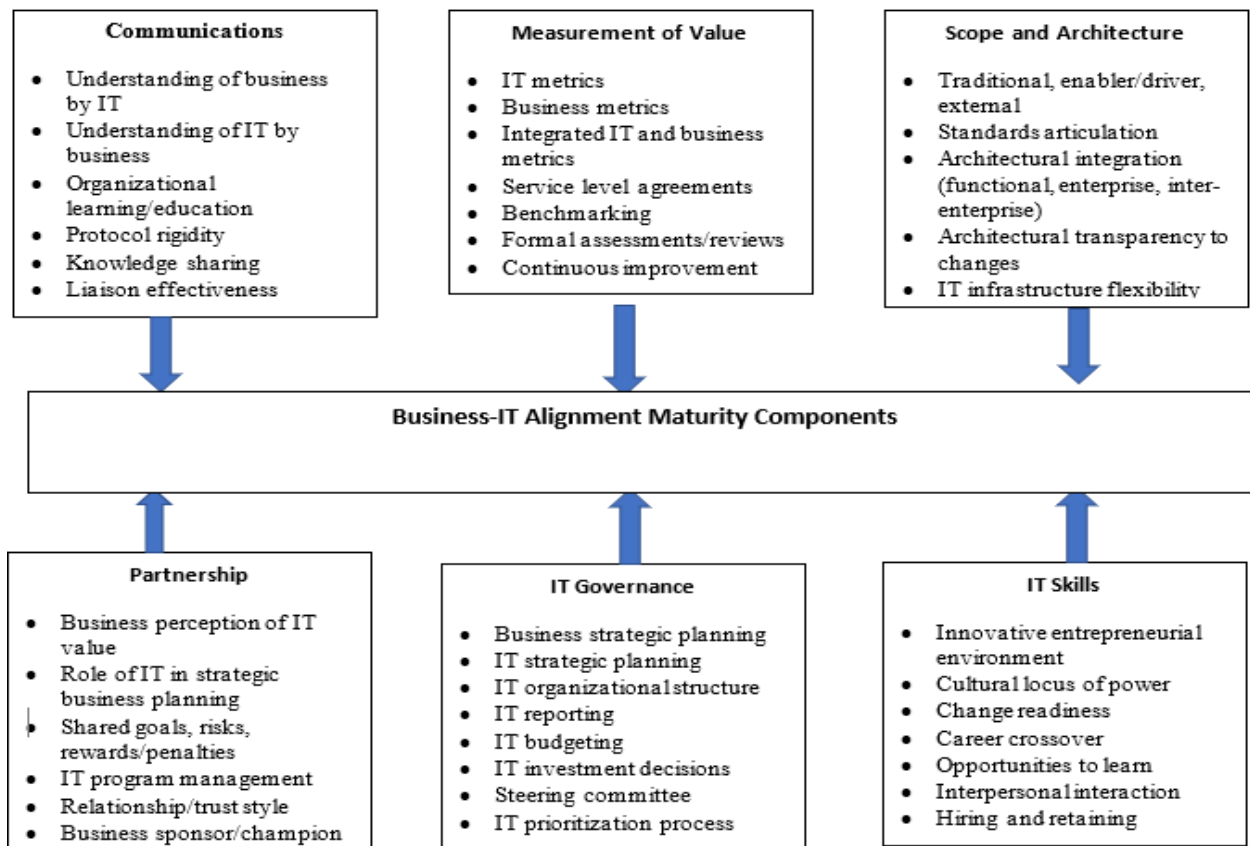 Communications
• Understanding of business
by IT
• Understanding of IT by
business
• Organizational
learning/education
• Protocol rigidity
• Knowledge sharing
• Liaison effectiveness
Measurement of Value
• IT metrics
• Business metrics
• Integrated IT and business
metrics
• Service level agreements
• Benchmarking
• Formal assessments/reviews
• Continuous improvement
Scope and Architecture
• Traditional, enabler/driver,
external
• Standards articulation
• Architectural integration
(functional, enterprise, inter-
enterprise)
• Architectural transparency to
changes
• IT infrastructure flexibility
Business-IT Alignment Maturity Components
Partnership
• Business perception of IT
value
• Role of IT in strategic
business planning
• Shared goals, risks,
rewards/penalties
• IT program management
• Relationship/trust style
• Business sponsor/champion
IT Governance
• Business strategic planning
• IT strategic planning
• IT organizational structure
• IT reporting
• IT budgeting
• IT investment decisions
• Steering committee
• IT prioritization process
IT Skills
• Innovative entrepreneurial
environment
• Cultural locus of power
• Change readiness
• Career crossover
• Opportunities to learn
• Interpersonal interaction
• Hiring and retaining